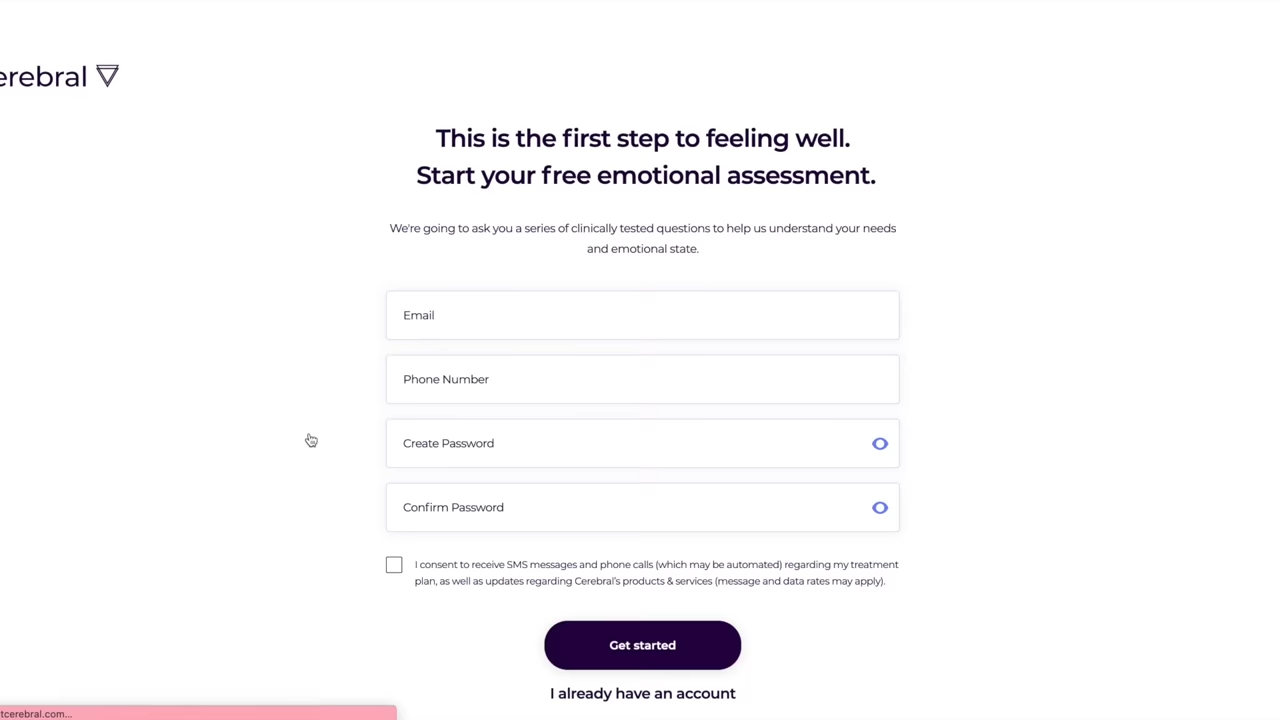 erebral
This is the first step to feeling well.
Start your free emotional assessment.
We're going to ask you a series of clinically tested questions to help us understand your needs
and emotional state.
Email
Phone Number
Create Password
Confirm Password
I consent to receive SMS messages and phone calls (which may be automated) regarding my treatment
plan, as well as updates regarding Cerebral's products & services (message and data rates may apply).
Get started
I already have an account
tcerebral.com...